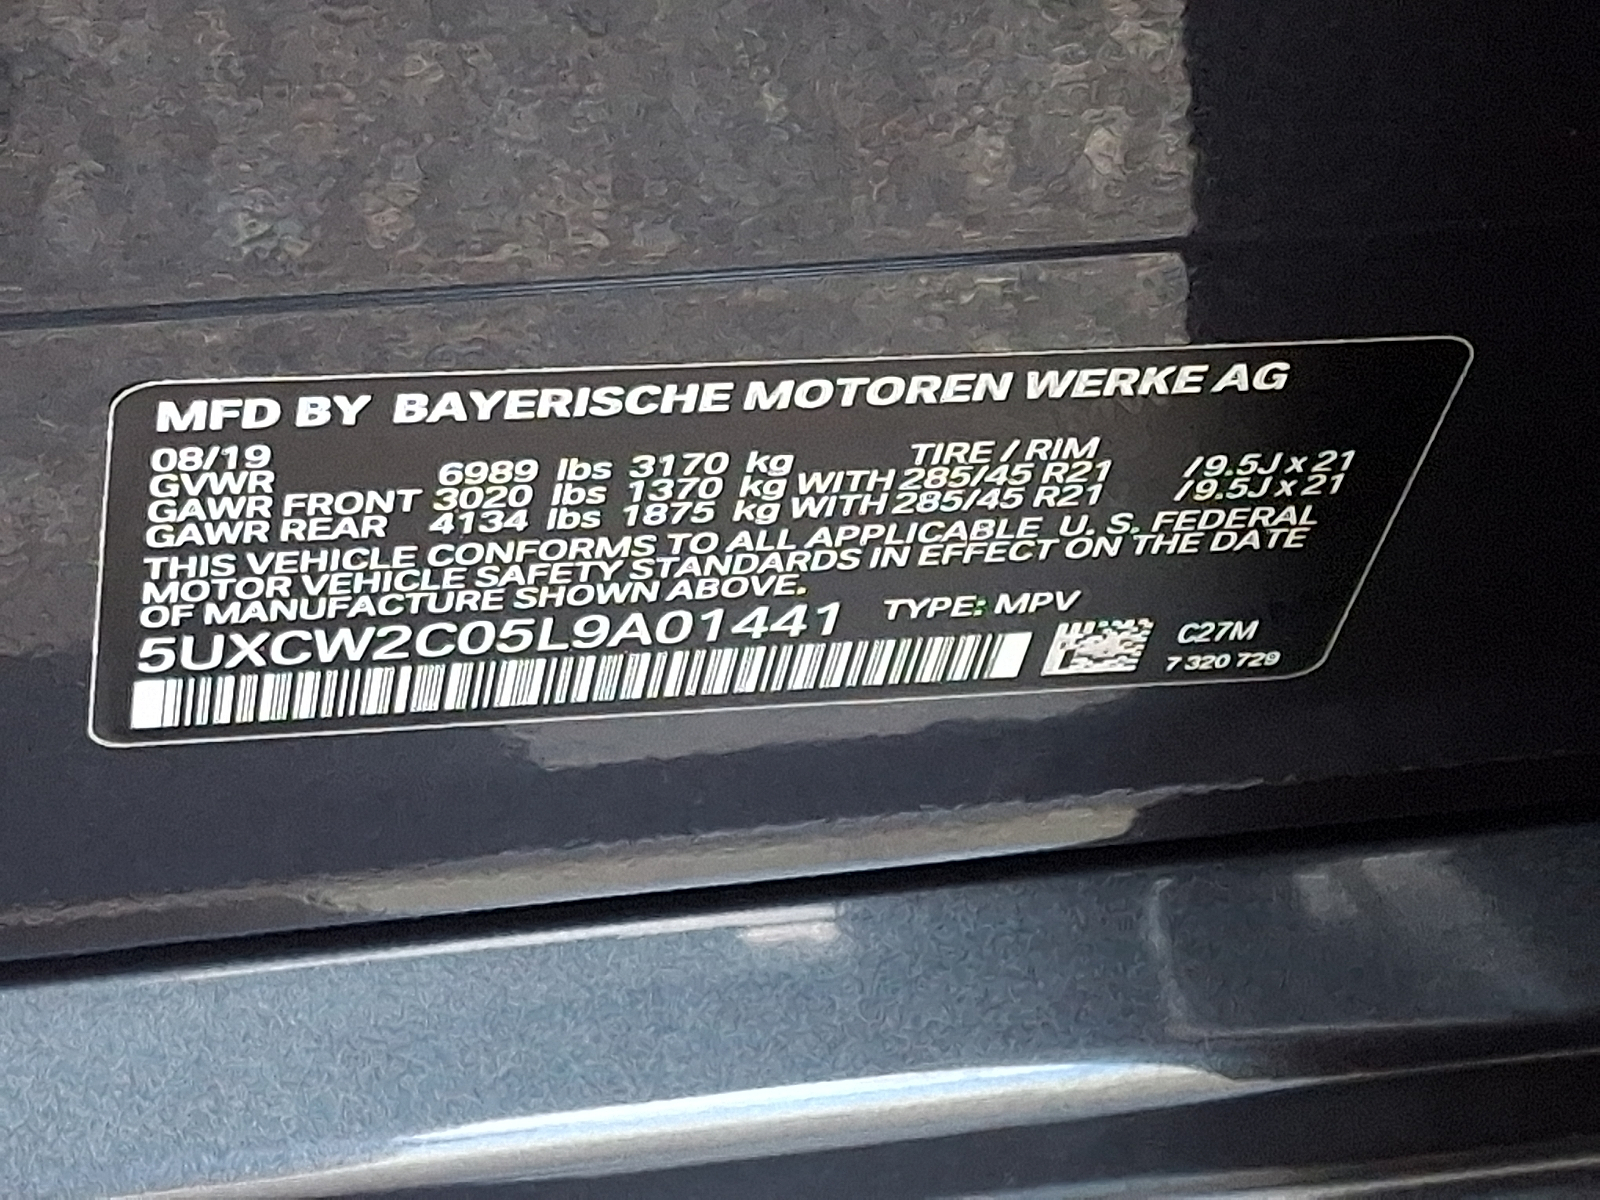 MFD BY BAYERISCHE MOTOREN WERKE AG
08/19 TIRE / RIM
GVWR 6989 lbs 3170 kg
GAWR FRONT 3020 lbs 1370 kg WITH 285/45 R21 /9.5J x 21
GAWR REAR 4134 lbs 1875 kg WITH 285/45 R21 /9.5J x 21
THIS VEHICLE CONFORMS TO ALL APPLICABLE U. S. FEDERAL
MOTOR VEHICLE SAFETY STANDARDS IN EFFECT ON THE DATE
OF MANUFACTURE SHOWN ABOVE.
5UXCW2C05L9A01441 TYPE: MPV
C27M
7 320 729